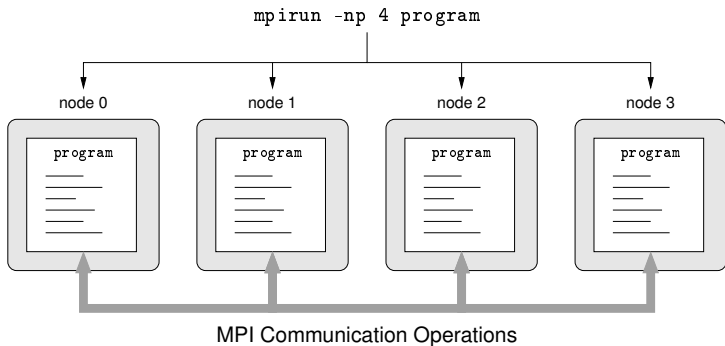 mpirun -np 4 program
node 0 node 1 node 2 node 3
program program program program
MPI Communication Operations